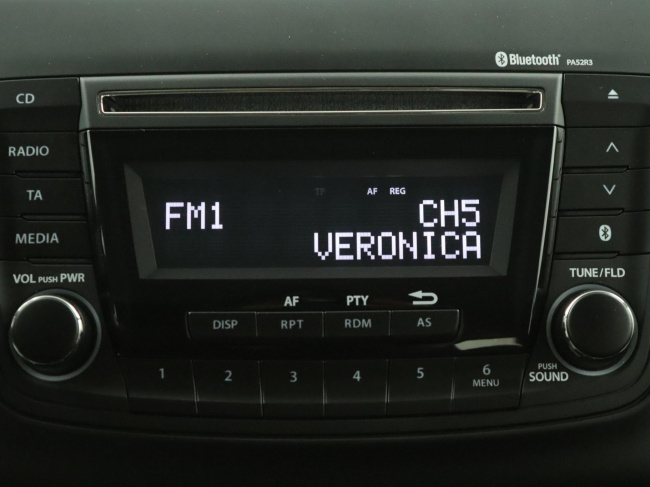 Bluetooth PA52R3
CD
RADIO
TA
MEDIA
VOL PUSH PWR
TP AF REG
FM1 CH5
VERONICA
AF PTY
DISP RPT RDM AS
1 2 3 4 5 6
MENU
TUNE/FLD
PUSH
SOUND